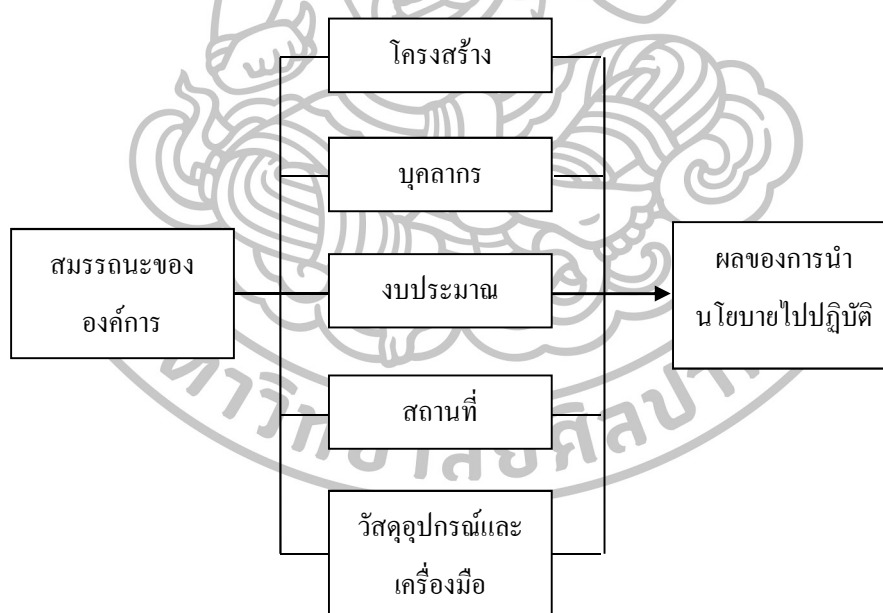 โครงสร้าง
บุคลากร
สมรรถนะของ
องค์การ
งบประมาณ
ผลของการนำ
นโยบายไปปฏิบัติ
สถานที่
วัสดุอุปกรณ์และ
เครื่องมือ